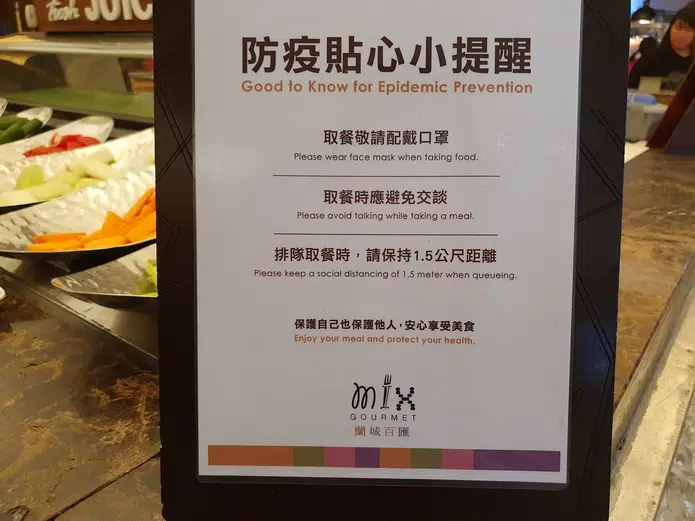 Fresh JUIC
防疫貼心小提醒
Good to Know for Epidemic Prevention
取餐敬請配戴口罩
Please wear face mask when taking food.
取餐時應避免交談
Please avoid talking while taking a meal.
排隊取餐時，請保持1.5公尺距離
Please keep a social distancing of 1.5 meter when queueing.
保護自己也保護他人，安心享受美食
Enjoy your meal and protect your health.
mix
GOURMET
蘭城百匯